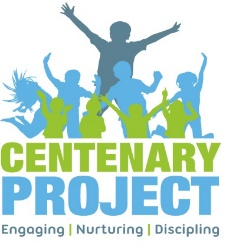 CENTENARY
PROJECT
Engaging | Nurturing | Discipling